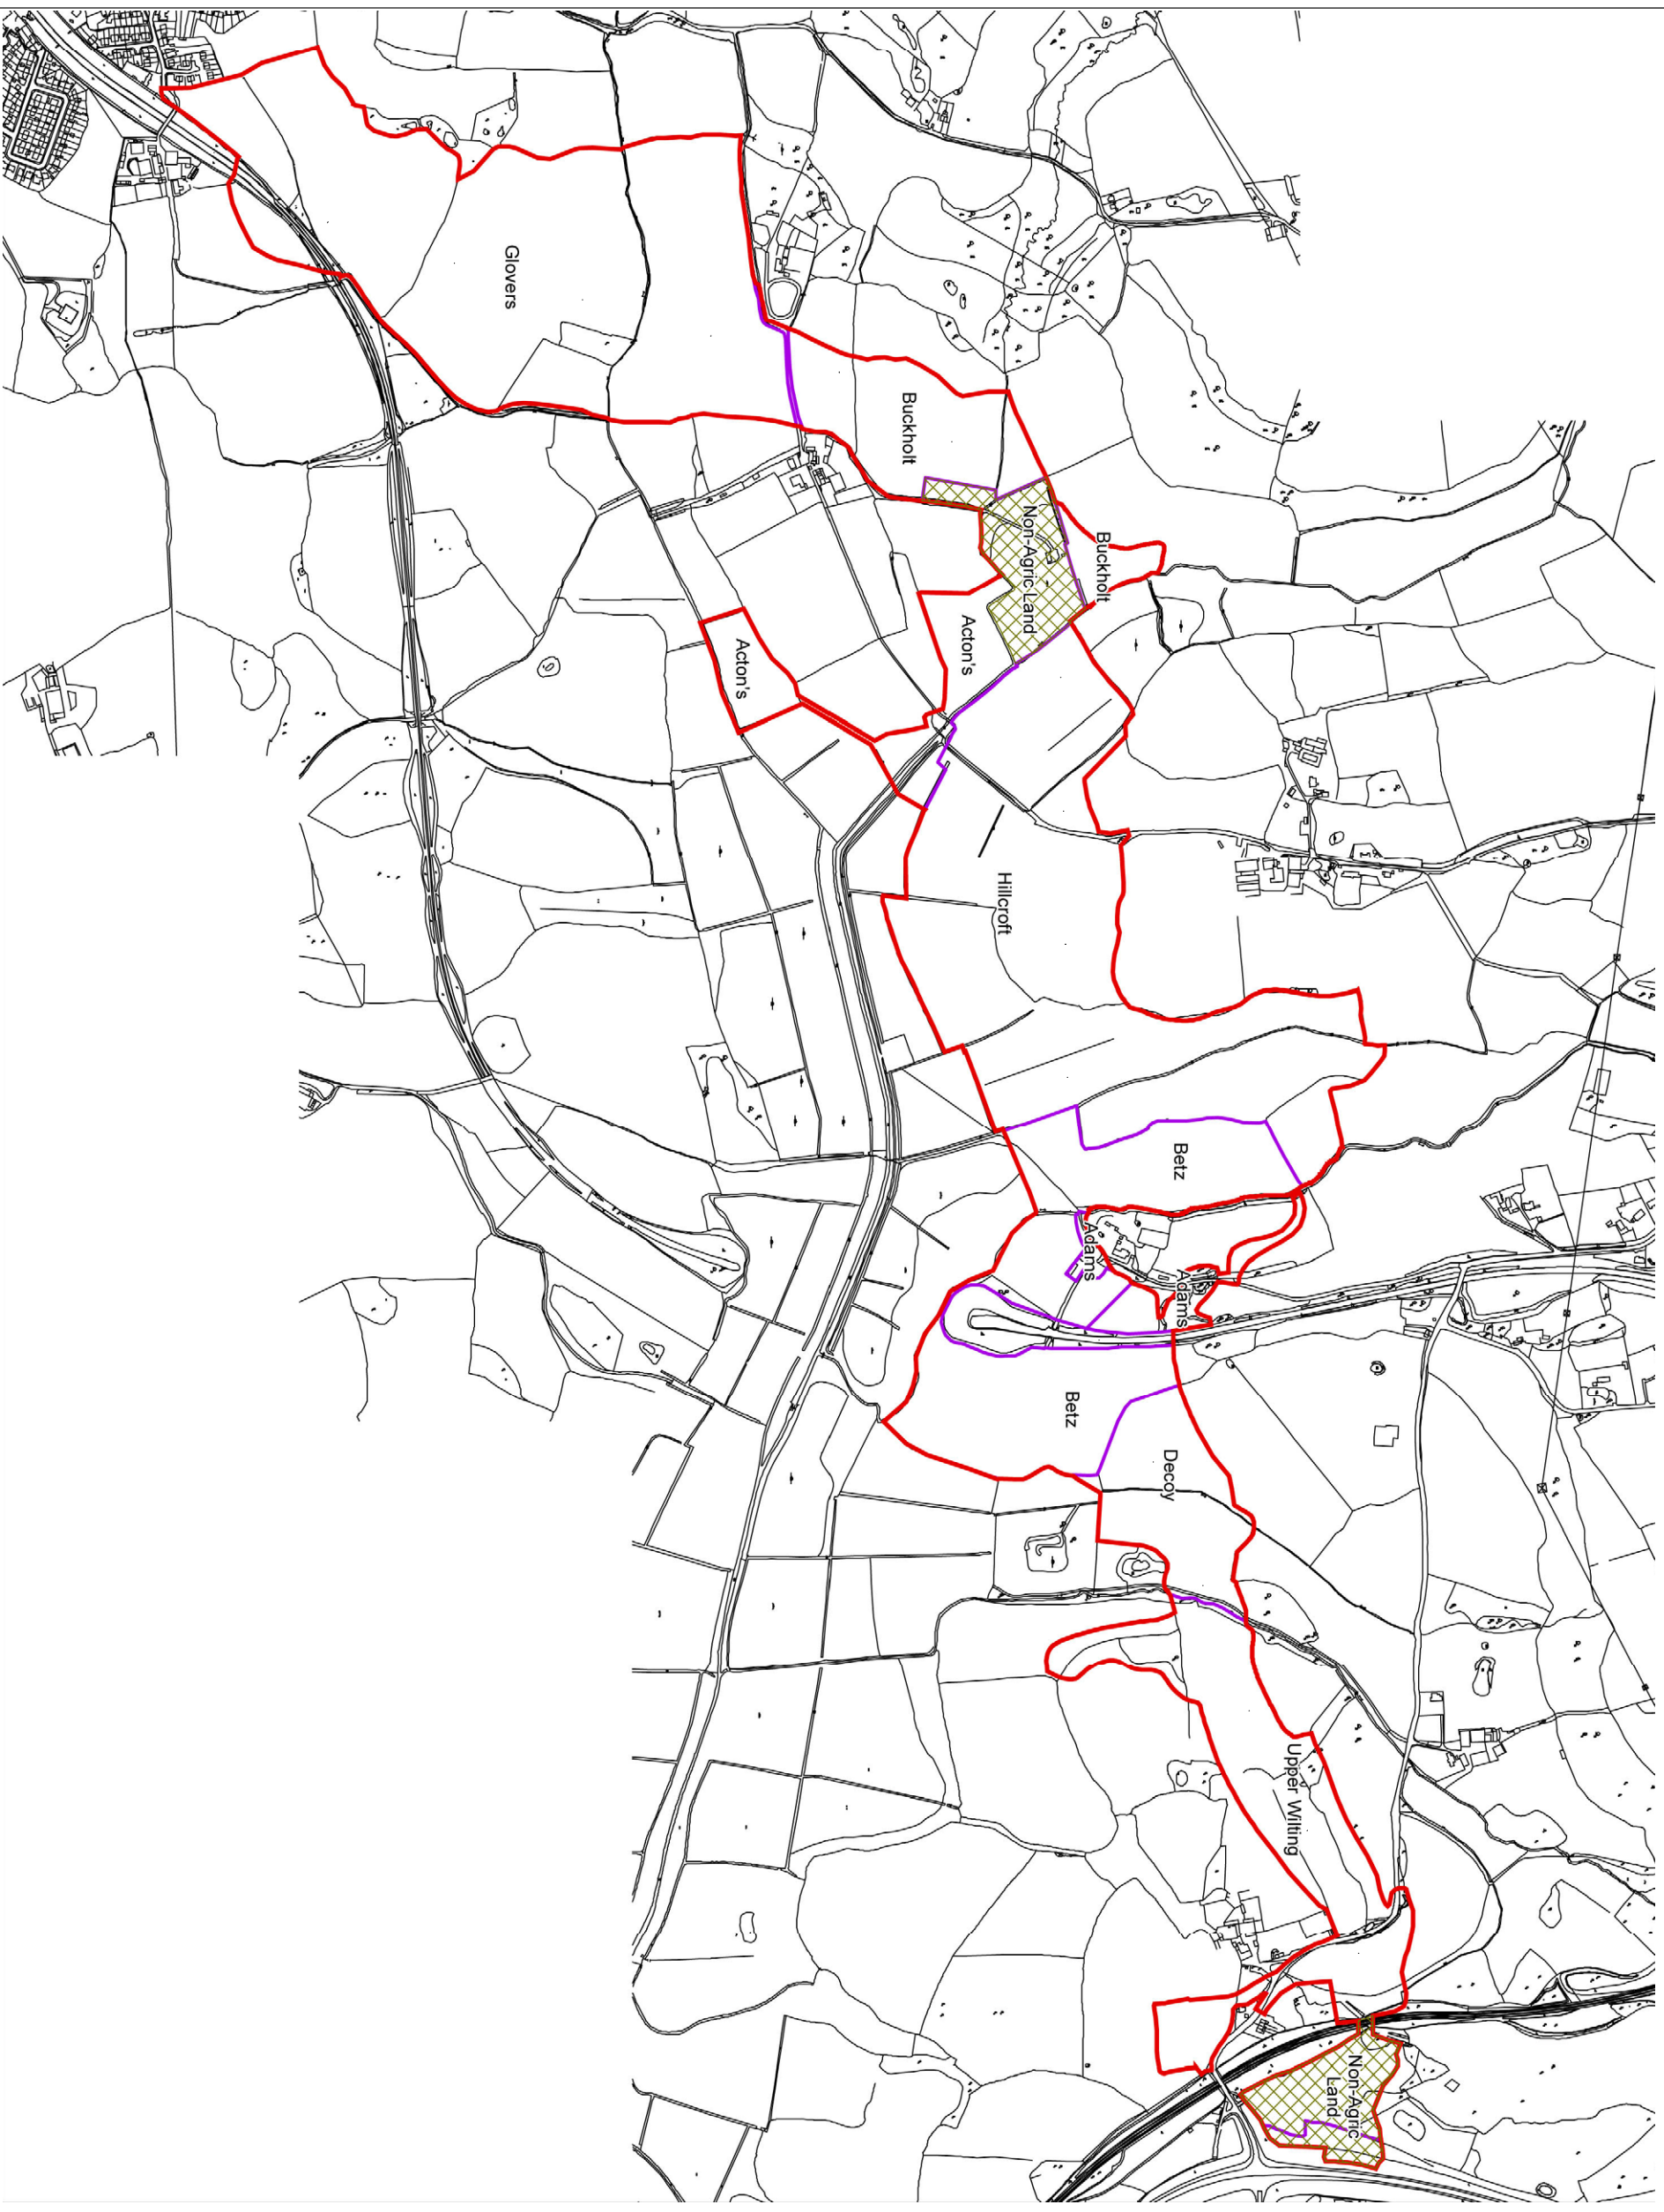 Glovers
Buckholt
Non-Agric Land
Buckholt
Acton's
Acton's
Hillcroft
Betz
Adams
Adams
Betz
Decoy
Upper Wilting
Non-Agric
Land